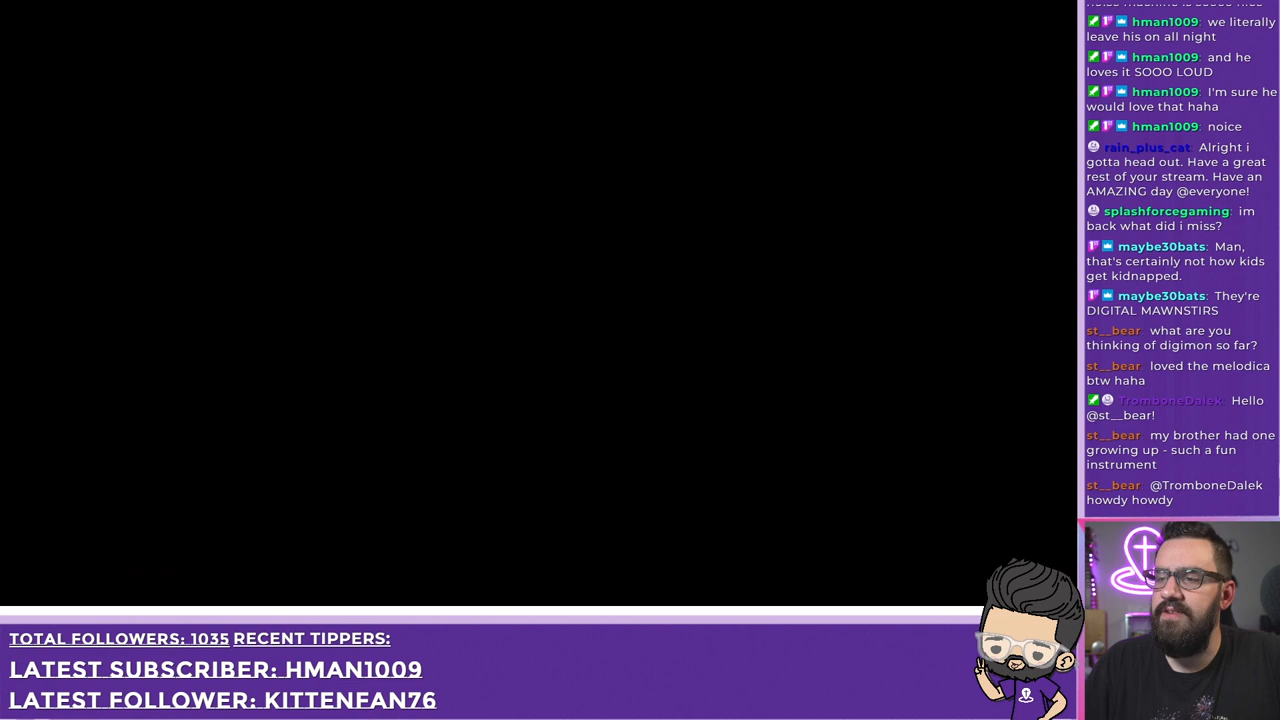 hman1009: we literally
leave his on all night
hman1009: and he
loves it SOOO LOUD
hman1009: I'm sure he
would love that haha
hman1009: noice
rain_plus_cat: Alright i
gotta head out. Have a great
rest of your stream. Have an
AMAZING day @everyone!
splashforcegaming: im
back what did i miss?
maybe30bats: Man,
that's certainly not how kids
get kidnapped.
maybe30bats: They're
DIGITAL MAWNSTIRS
st__bear: what are you
thinking of digimon so far?
st__bear: loved the melodica
btw haha
TromboneDalek: Hello
@st__bear!
st__bear: my brother had one
growing up - such a fun
instrument
st__bear: @TromboneDalek
howdy howdy
TOTAL FOLLOWERS: 1035 RECENT TIPPERS:
LATEST SUBSCRIBER: HMAN1009
LATEST FOLLOWER: KITTENFAN76